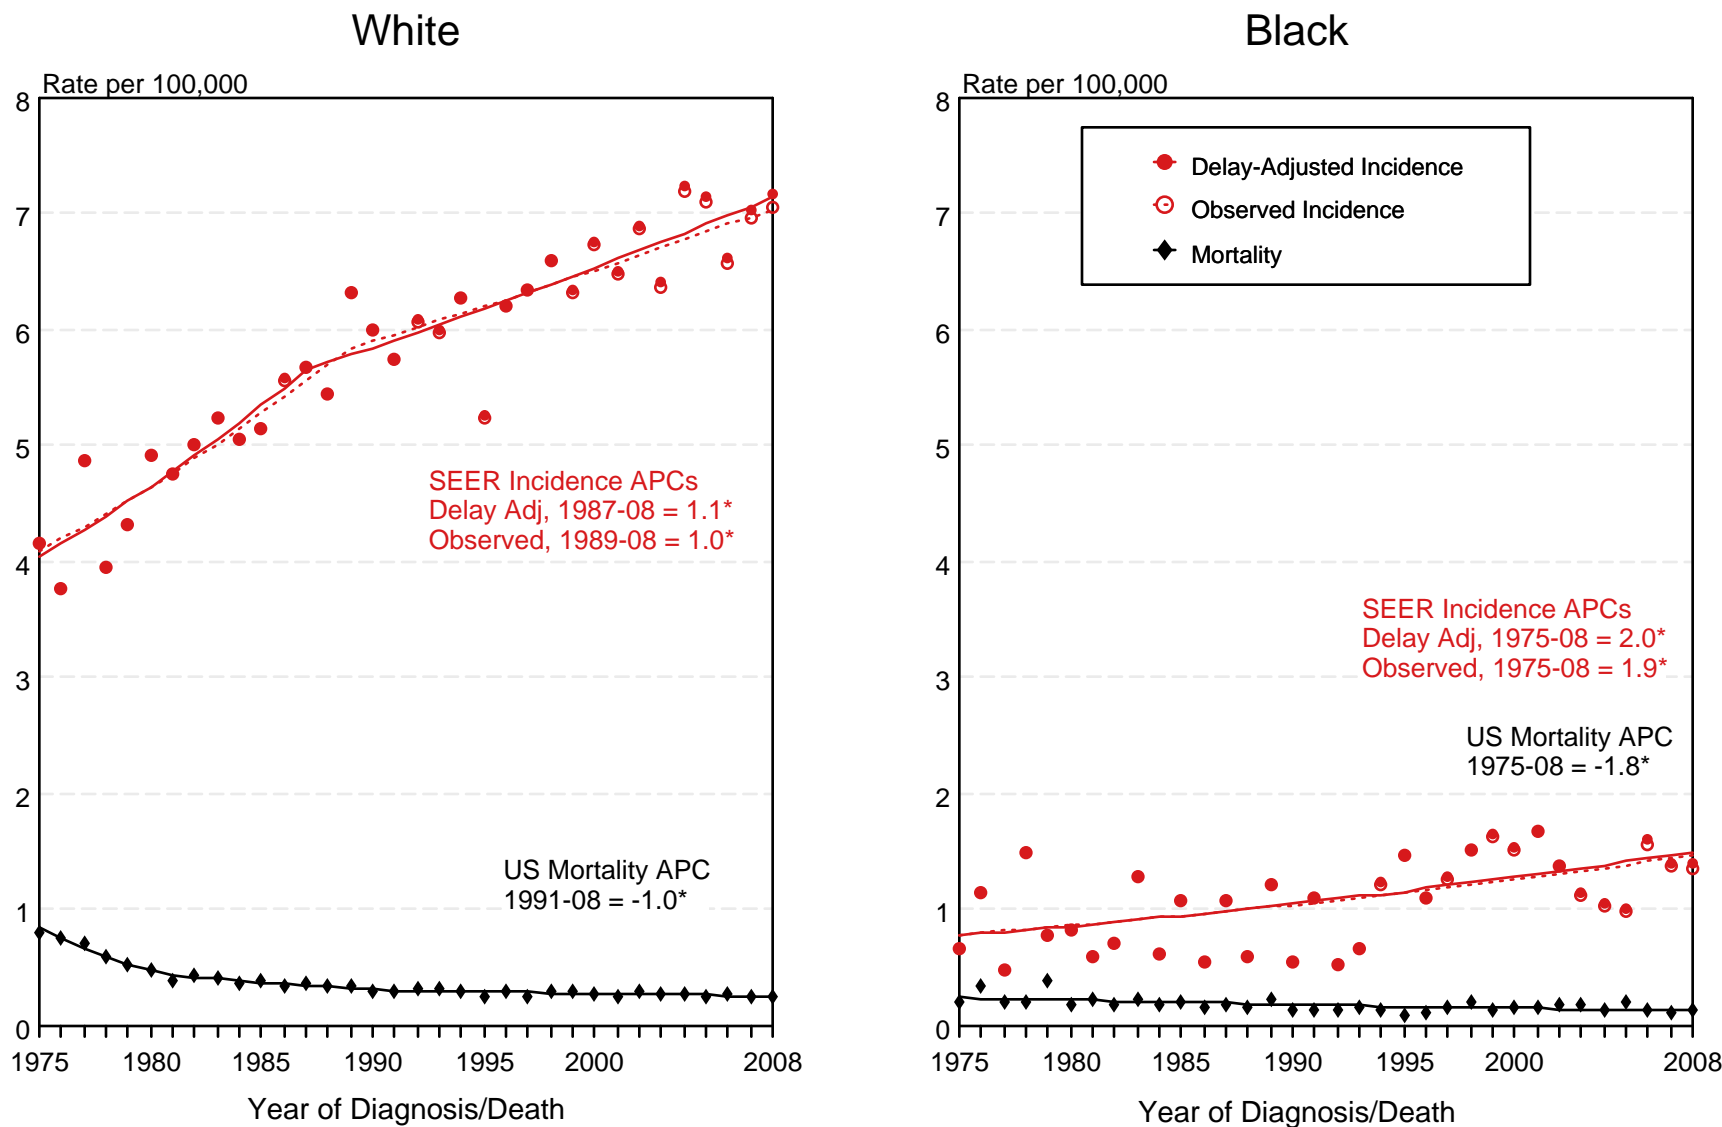 White
Rate per 100,000
8
7
6
5
4
3
2
1
0
SEER Incidence APCs
Delay Adj, 1987-08 = 1.1*
Observed, 1989-08 = 1.0*
US Mortality APC
1991-08 = -1.0*
1975 1980 1985 1990 1995 2000 2008
Year of Diagnosis/Death
Black
Rate per 100,000
8
7
6
5
4
3
2
1
0
Delay-Adjusted Incidence
Observed Incidence
Mortality
SEER Incidence APCs
Delay Adj, 1975-08 = 2.0*
Observed, 1975-08 = 1.9*
US Mortality APC
1975-08 = -1.8*
1975 1980 1985 1990 1995 2000 2008
Year of Diagnosis/Death